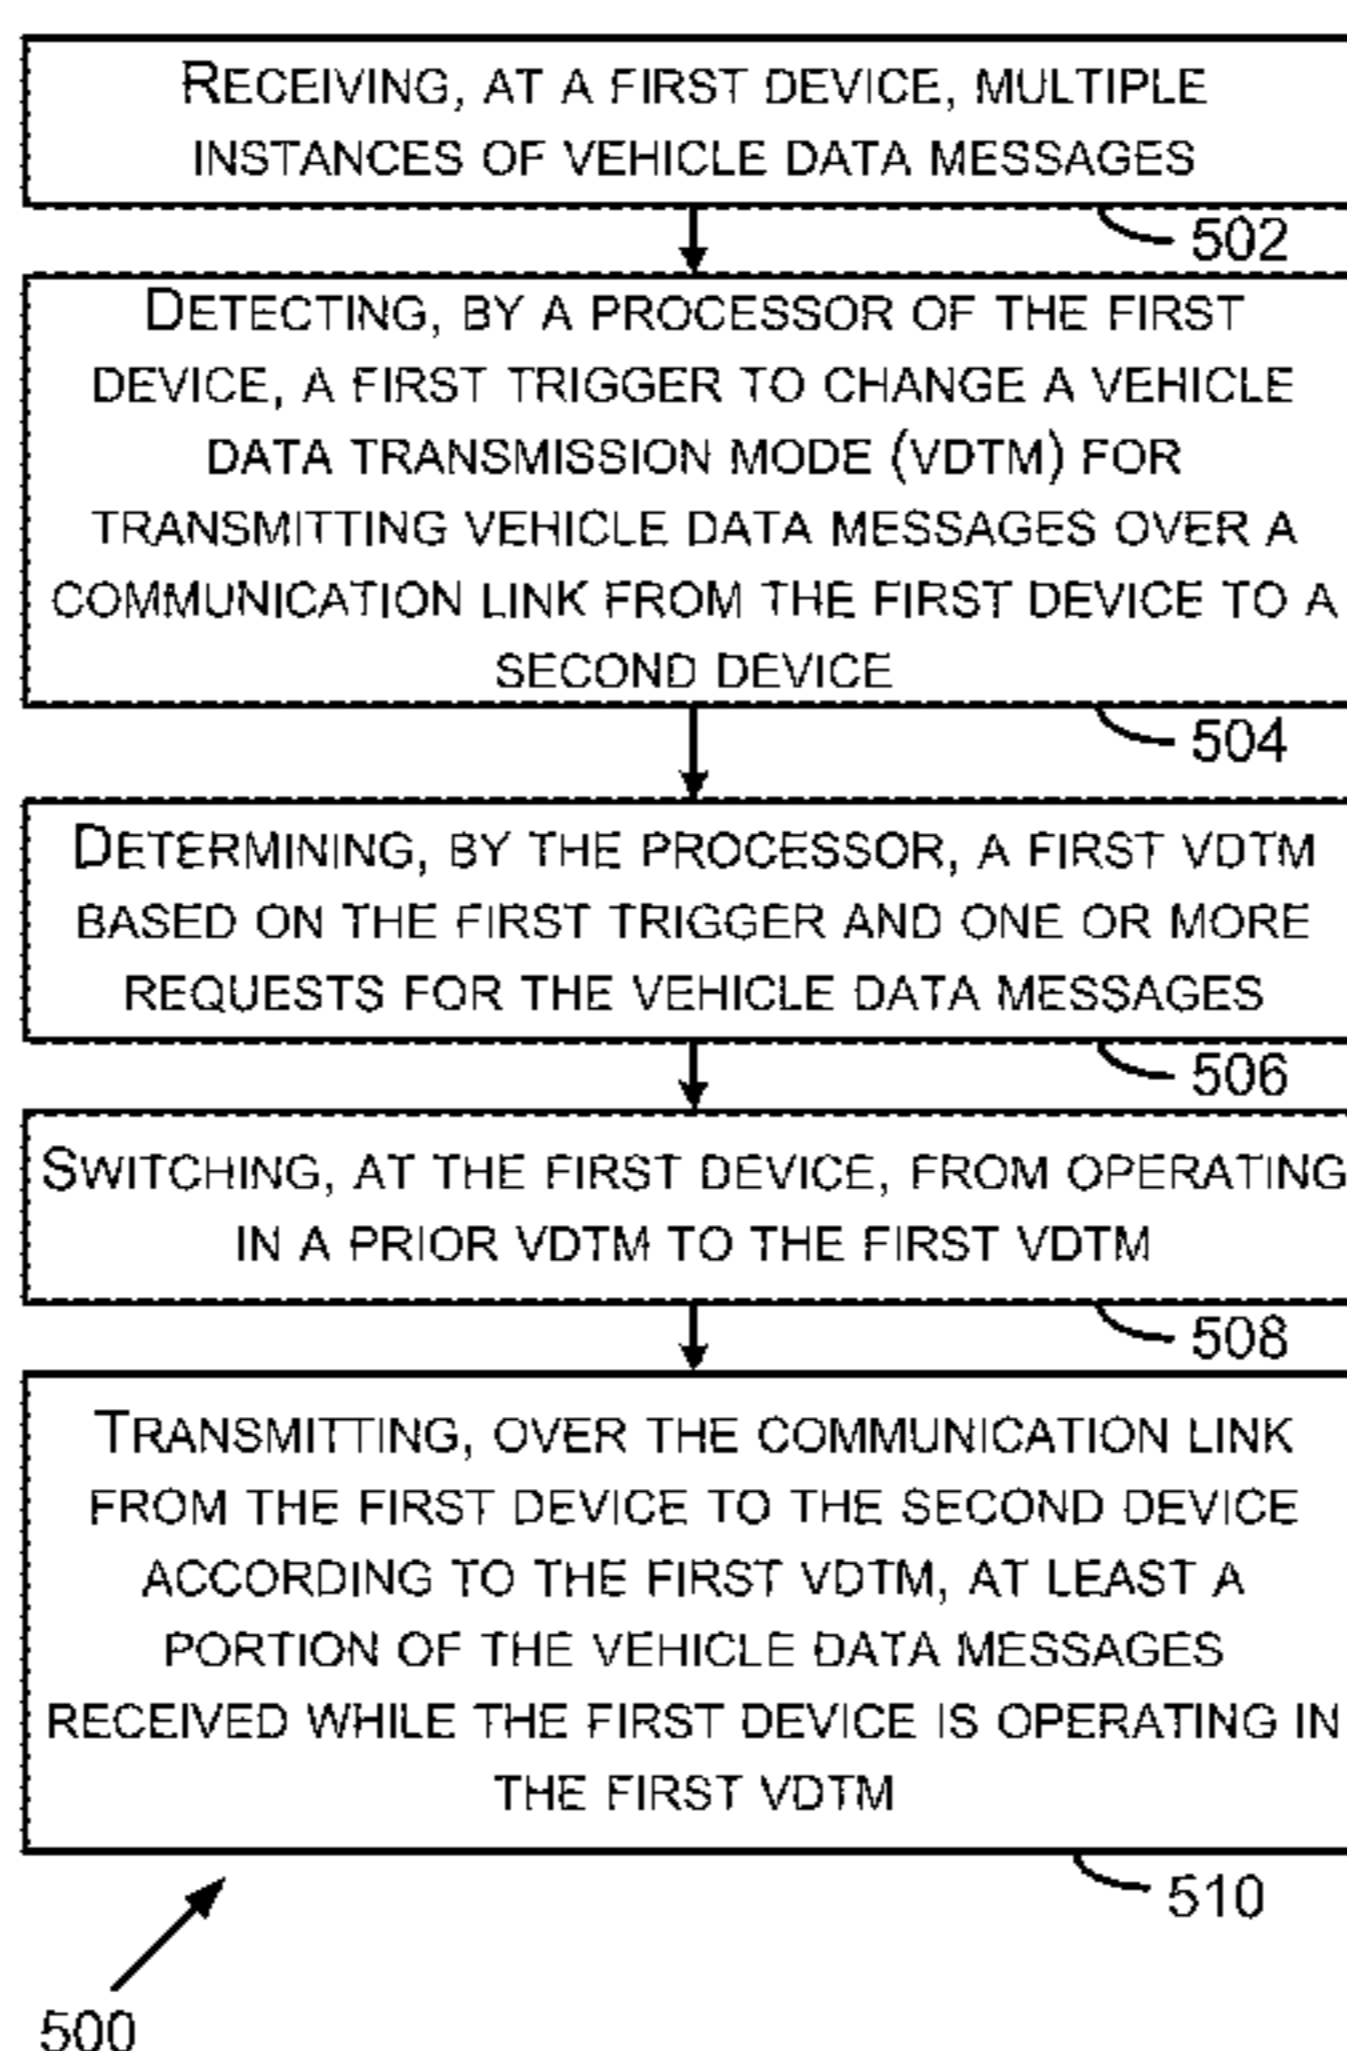 RECEIVING, AT A FIRST DEVICE, MULTIPLE
INSTANCES OF VEHICLE DATA MESSAGES
502
DETECTING, BY A PROCESSOR OF THE FIRST
DEVICE, A FIRST TRIGGER TO CHANGE A VEHICLE
DATA TRANSMISSION MODE (VDTM) FOR
TRANSMITTING VEHICLE DATA MESSAGES OVER A
COMMUNICATION LINK FROM THE FIRST DEVICE TO A
SECOND DEVICE
504
DETERMINING, BY THE PROCESSOR, A FIRST VDTM
BASED ON THE FIRST TRIGGER AND ONE OR MORE
REQUESTS FOR THE VEHICLE DATA MESSAGES
506
SWITCHING, AT THE FIRST DEVICE, FROM OPERATING
IN A PRIOR VDTM TO THE FIRST VDTM
508
TRANSMITTING, OVER THE COMMUNICATION LINK
FROM THE FIRST DEVICE TO THE SECOND DEVICE
ACCORDING TO THE FIRST VDTM, AT LEAST A
PORTION OF THE VEHICLE DATA MESSAGES
RECEIVED WHILE THE FIRST DEVICE IS OPERATING IN
THE FIRST VDTM
510
500